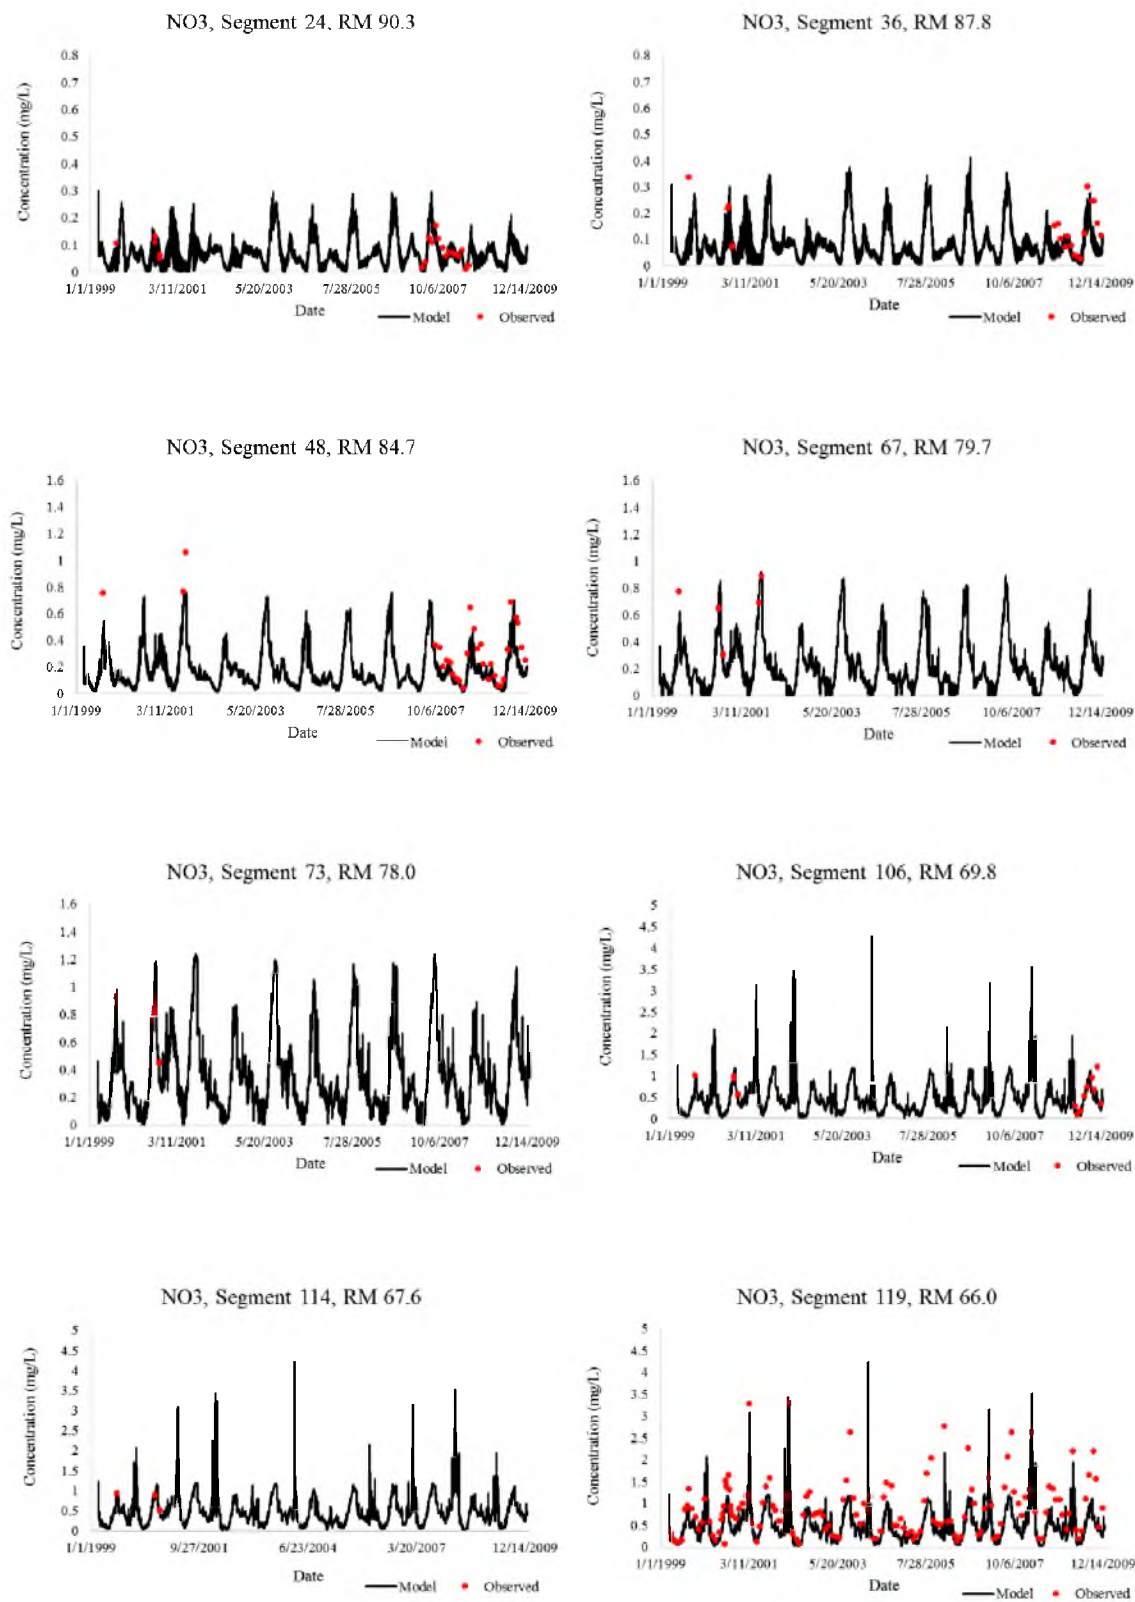 NO3, Segment 24, RM 90.3
Concentration (mg/L)
0.8
0.7
0.6
0.5
0.4
0.3
0.2
0.1
0
1/1/1999 3/11/2001 5/20/2003 7/28/2005 10/6/2007 12/14/2009
Date
Model Observed
NO3, Segment 36, RM 87.8
Concentration (mg/L)
0.8
0.7
0.6
0.5
0.4
0.3
0.2
0.1
0
1/1/1999 3/11/2001 5/20/2003 7/28/2005 10/6/2007 12/14/2009
Date
Model Observed
NO3, Segment 48, RM 84.7
Concentration (mg/L)
1.6
1.4
1.2
1
0.8
0.6
0.4
0.2
0
1/1/1999 3/11/2001 5/20/2003 7/28/2005 10/6/2007 12/14/2009
Date
Model Observed
NO3, Segment 67, RM 79.7
Concentration (mg/L)
1.6
1.4
1.2
1
0.8
0.6
0.4
0.2
0
1/1/1999 3/11/2001 5/20/2003 7/28/2005 10/6/2007 12/14/2009
Date
Model Observed
NO3, Segment 73, RM 78.0
Concentration (mg/L)
1.6
1.4
1.2
1
0.8
0.6
0.4
0.2
0
1/1/1999 3/11/2001 5/20/2003 7/28/2005 10/6/2007 12/14/2009
Date
Model Observed
NO3, Segment 106, RM 69.8
Concentration (mg/L)
5
4.5
4
3.5
3
2.5
2
1.5
1
0.5
0
1/1/1999 3/11/2001 5/20/2003 7/28/2005 10/6/2007 12/14/2009
Date
Model Observed
NO3, Segment 114, RM 67.6
Concentration (mg/L)
5
4.5
4
3.5
3
2.5
2
1.5
1
0.5
0
1/1/1999 9/27/2001 6/23/2004 3/20/2007 12/14/2009
Date
Model Observed
NO3, Segment 119, RM 66.0
Concentration (mg/L)
5
4.5
4
3.5
3
2.5
2
1.5
1
0.5
0
1/1/1999 3/11/2001 5/20/2003 7/28/2005 10/6/2007 12/14/2009
Date
Model Observed